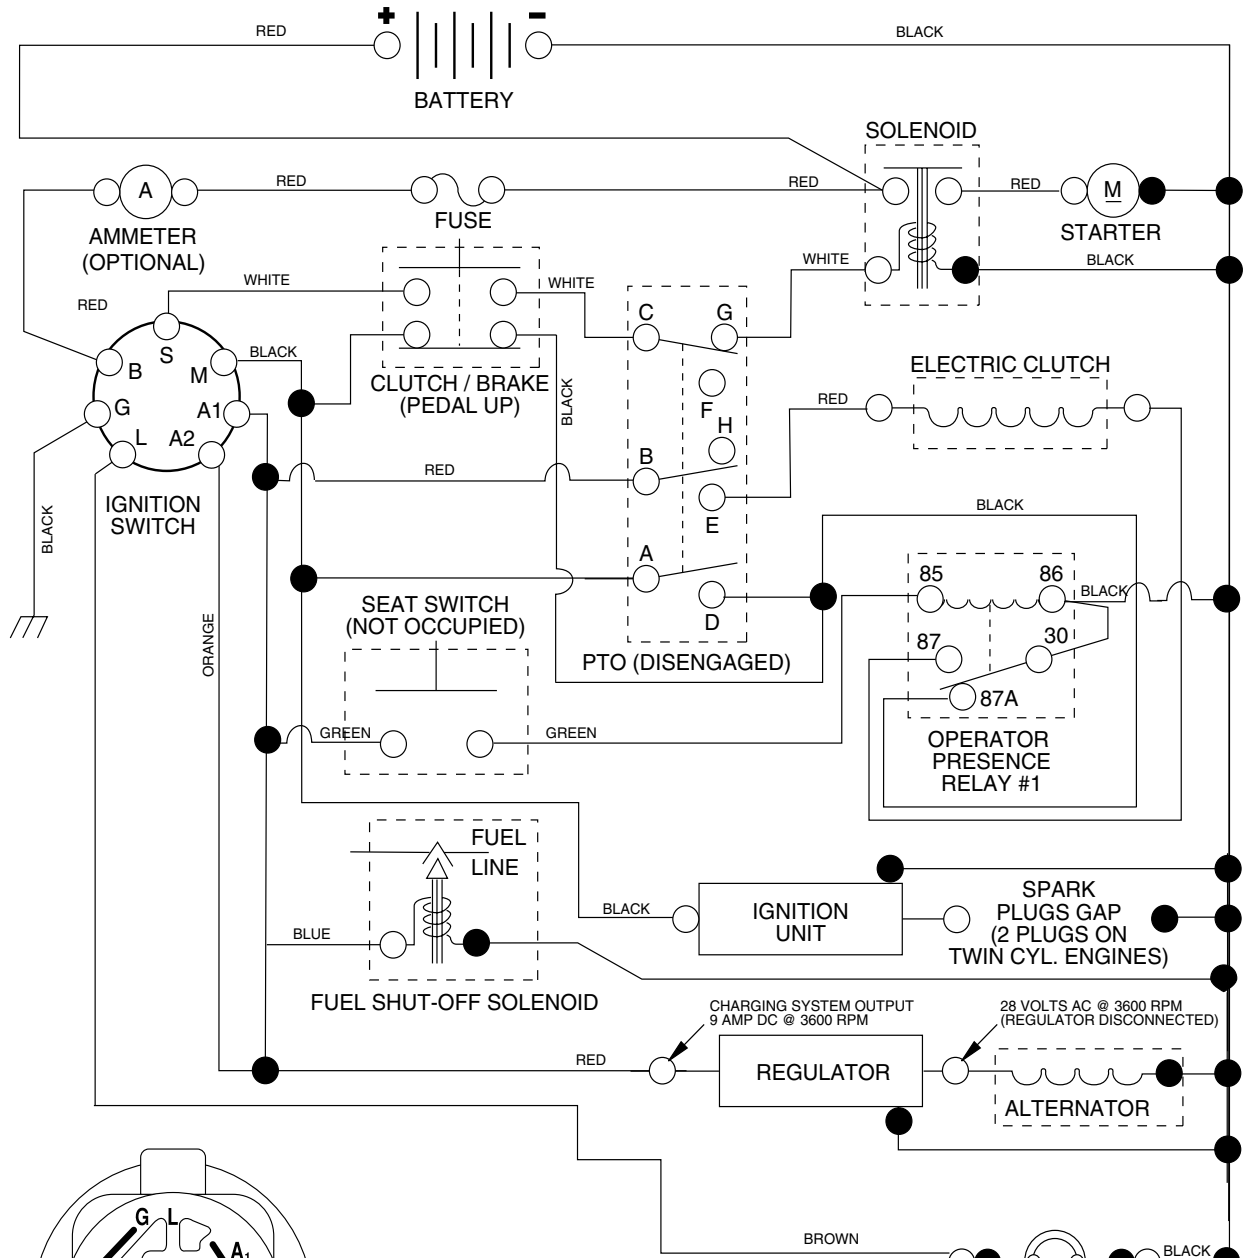 + −
RED
BLACK
BATTERY
SOLENOID
A
RED
RED
RED
M
FUSE
AMMETER
(OPTIONAL)
STARTER
WHITE
WHITE
WHITE
BLACK
RED
C G
S
BLACK
B
M
ELECTRIC CLUTCH
CLUTCH / BRAKE
(PEDAL UP)
BLACK
F
RED
G
A1
H
L A2
B
RED
IGNITION
SWITCH
BLACK
E
BLACK
A
85 86
BLACK
SEAT SWITCH
(NOT OCCUPIED)
D
ORANGE
87 30
PTO (DISENGAGED)
87A
GREEN
GREEN
OPERATOR
PRESENCE
RELAY #1
FUEL
LINE
BLACK
IGNITION
UNIT
SPARK
PLUGS GAP
(2 PLUGS ON
TWIN CYL. ENGINES)
BLUE
FUEL SHUT-OFF SOLENOID
CHARGING SYSTEM OUTPUT
9 AMP DC @ 3600 RPM
28 VOLTS AC @ 3600 RPM
(REGULATOR DISCONNECTED)
RED
REGULATOR
ALTERNATOR
G L
A1
BROWN
BLACK